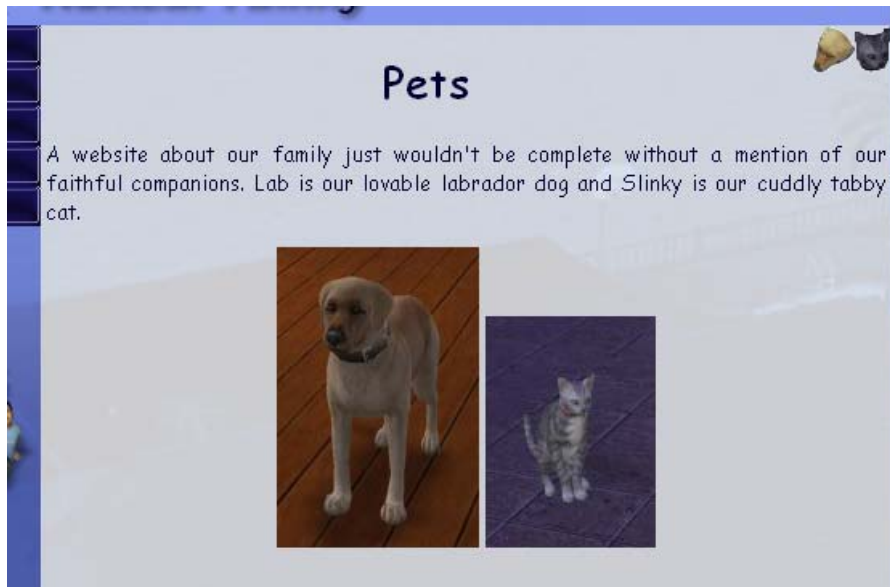 Pets
A website about our family just wouldn't be complete without a mention of our
faithful companions. Lab is our lovable labrador dog and Slinky is our cuddly tabby
cat.